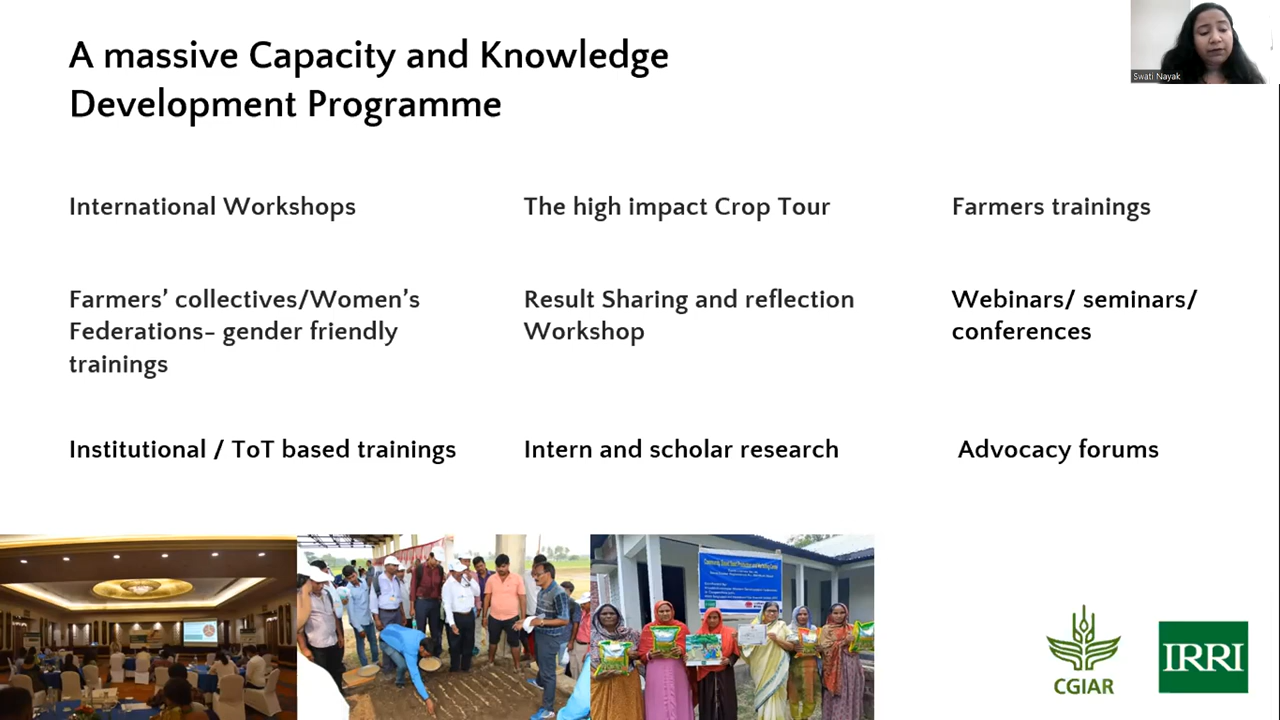 A massive Capacity and Knowledge
Development Programme
Swati Nayak
International Workshops
The high impact Crop Tour
Farmers trainings
Farmers’ collectives/Women’s
Federations- gender friendly
trainings
Result Sharing and reflection
Workshop
Webinars/ seminars/
conferences
Institutional / ToT based trainings
Intern and scholar research
Advocacy forums
CGIAR
IRRI